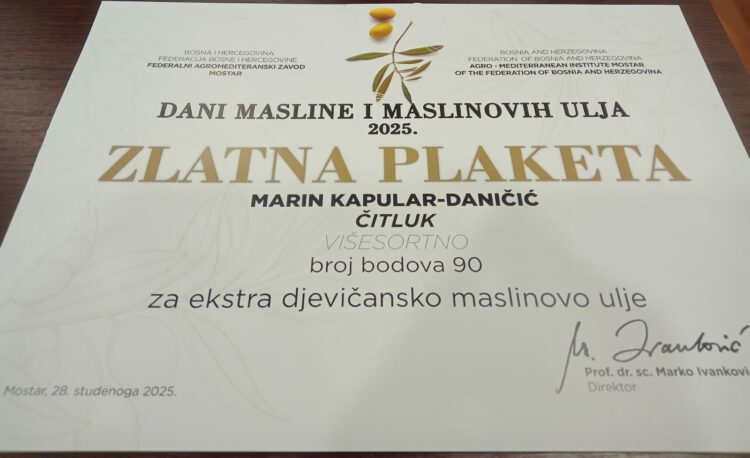 BOSNA I HERCEGOVINA
FEDERACIJA BOSNE I HERCEGOVINE
FEDERALNI AGROMEDITERANSKI ZAVOD
MOSTAR
BOSNIA AND HERZEGOVINA
FEDERATION OF BOSNIA AND HERZEGOVINA
AGRO - MEDITERRANEAN INSTITUTE MOSTAR
OF THE FEDERATION OF BOSNIA AND HERZEGOVINA
DANI MASLINE I MASLINOVIH ULJA
2025.
ZLATNA PLAKETA
MARIN KAPULAR-DANIČIĆ
ČITLUK
VIŠESORTNO
broj bodova 90
za ekstra djevičansko maslinovo ulje
Prof. dr. sc. Marko Ivankovi
Direktor
Mostar, 28. studenoga 2025.